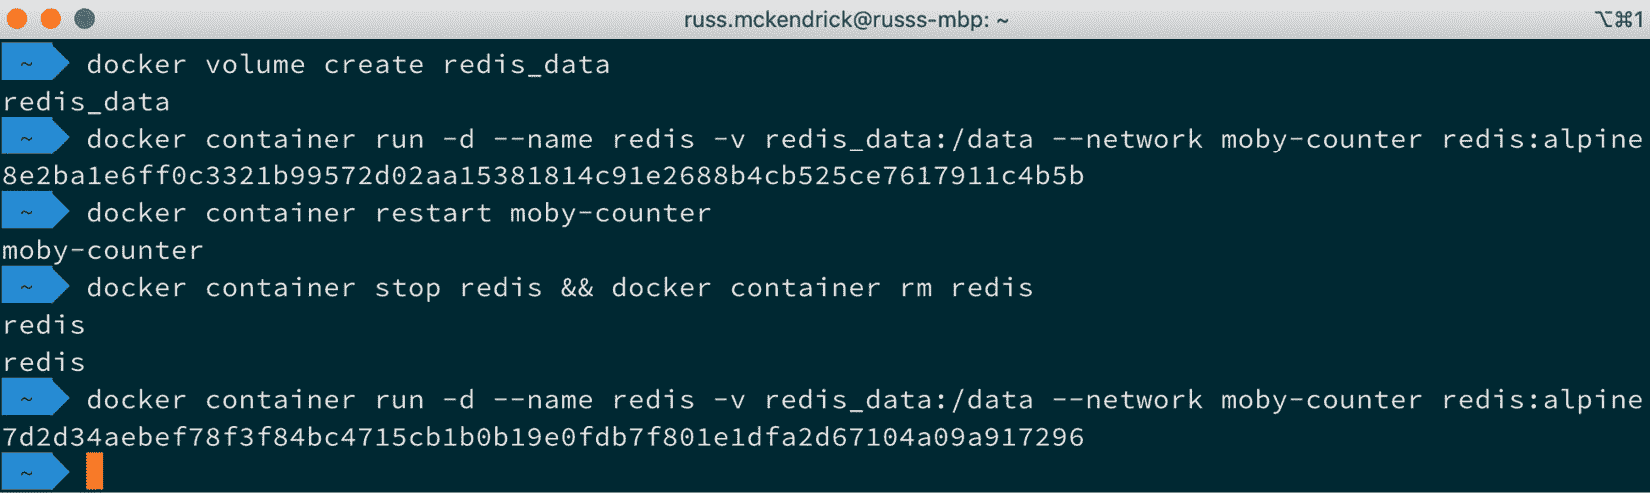 russ.mckendrick@russs-mbp: ~ ⌥⌘1
~ docker volume create redis_data
redis_data
~ docker container run -d --name redis -v redis_data:/data --network moby-counter redis:alpine
8e2ba1e6ff0c3321b99572d02aa15381814c91e2688b4cb525ce7617911c4b5b
~ docker container restart moby-counter
moby-counter
~ docker container stop redis && docker container rm redis
redis
redis
~ docker container run -d --name redis -v redis_data:/data --network moby-counter redis:alpine
7d2d34aebef78f3f84bc4715cb1b0b19e0fdb7f801e1dfa2d67104a09a917296
~